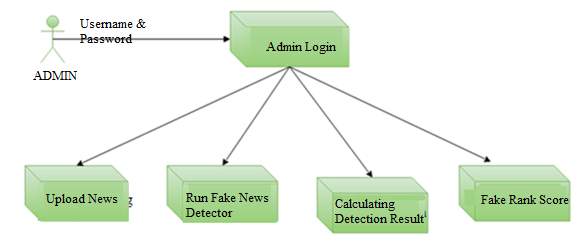 Username &
Password
Admin Login
ADMIN
Upload News
Run Fake News
Detector
Calculating
Detection Result
Fake Rank Score